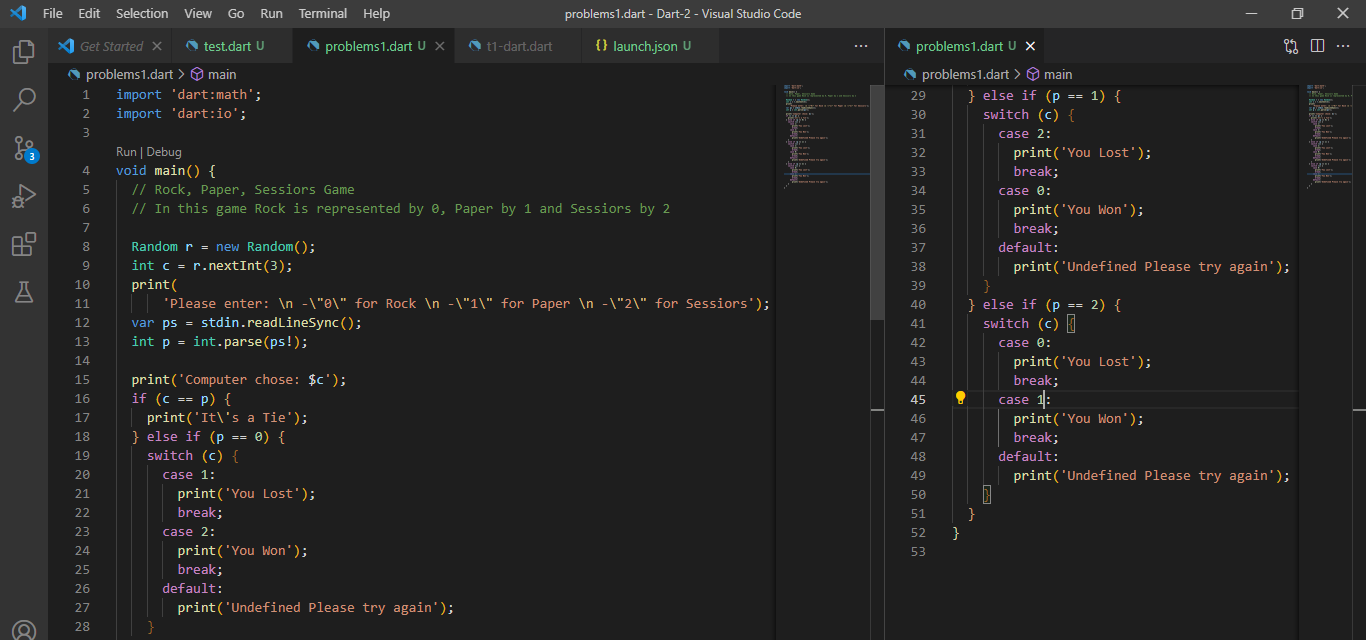 File Edit Selection View Go Run Terminal Help problems1.dart - Dart-2 - Visual Studio Code
Get Started test.dart U problems1.dart U t1-dart.dart {} launch.json U ···
problems1.dart > main
1 import 'dart:math';
2 import 'dart:io';
3
Run | Debug
4 void main() {
5 // Rock, Paper, Sessiors Game
6 // In this game Rock is represented by 0, Paper by 1 and Sessiors by 2
7
8 Random r = new Random();
9 int c = r.nextInt(3);
10 print(
11 'Please enter: \n -\"0\" for Rock \n -\"1\" for Paper \n -\"2\" for Sessiors');
12 var ps = stdin.readLineSync();
13 int p = int.parse(ps!);
14
15 print('Computer chose: $c');
16 if (c == p) {
17 print('It\'s a Tie');
18 } else if (p == 0) {
19 switch (c) {
20 case 1:
21 print('You Lost');
22 break;
23 case 2:
24 print('You Won');
25 break;
26 default:
27 print('Undefined Please try again');
28 }
3
problems1.dart U ···
problems1.dart > main
29 } else if (p == 1) {
30 switch (c) {
31 case 2:
32 print('You Lost');
33 break;
34 case 0:
35 print('You Won');
36 break;
37 default:
38 print('Undefined Please try again');
39 }
40 } else if (p == 2) {
41 switch (c) {
42 case 0:
43 print('You Lost');
44 break;
45 case 1:
46 print('You Won');
47 break;
48 default:
49 print('Undefined Please try again');
50 }
51 }
52 }
53